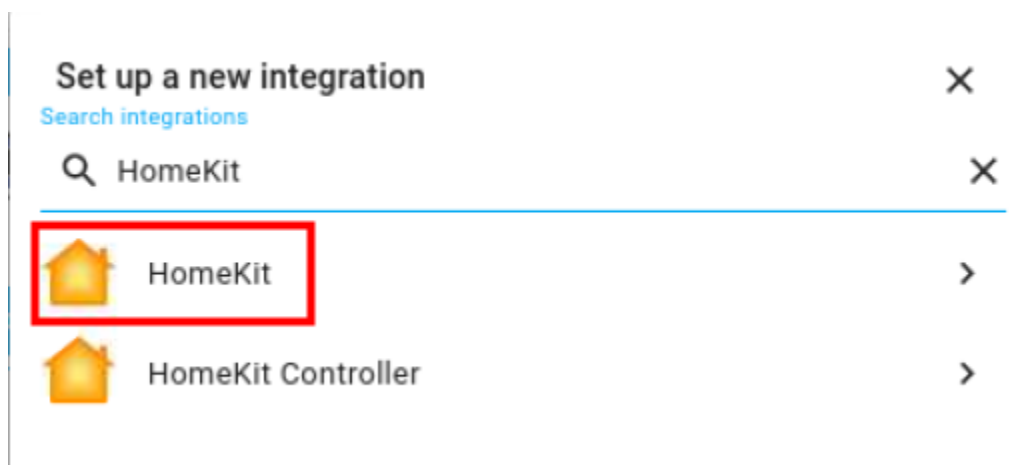 Set up a new integration
Search integrations
HomeKit
HomeKit
HomeKit Controller